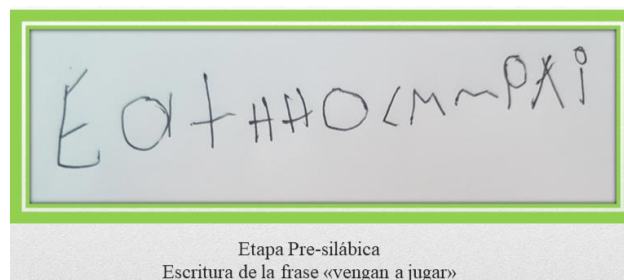 E a t H H O < M ~ P A i
Etapa Pre-silábica
Escritura de la frase «vengan a jugar»